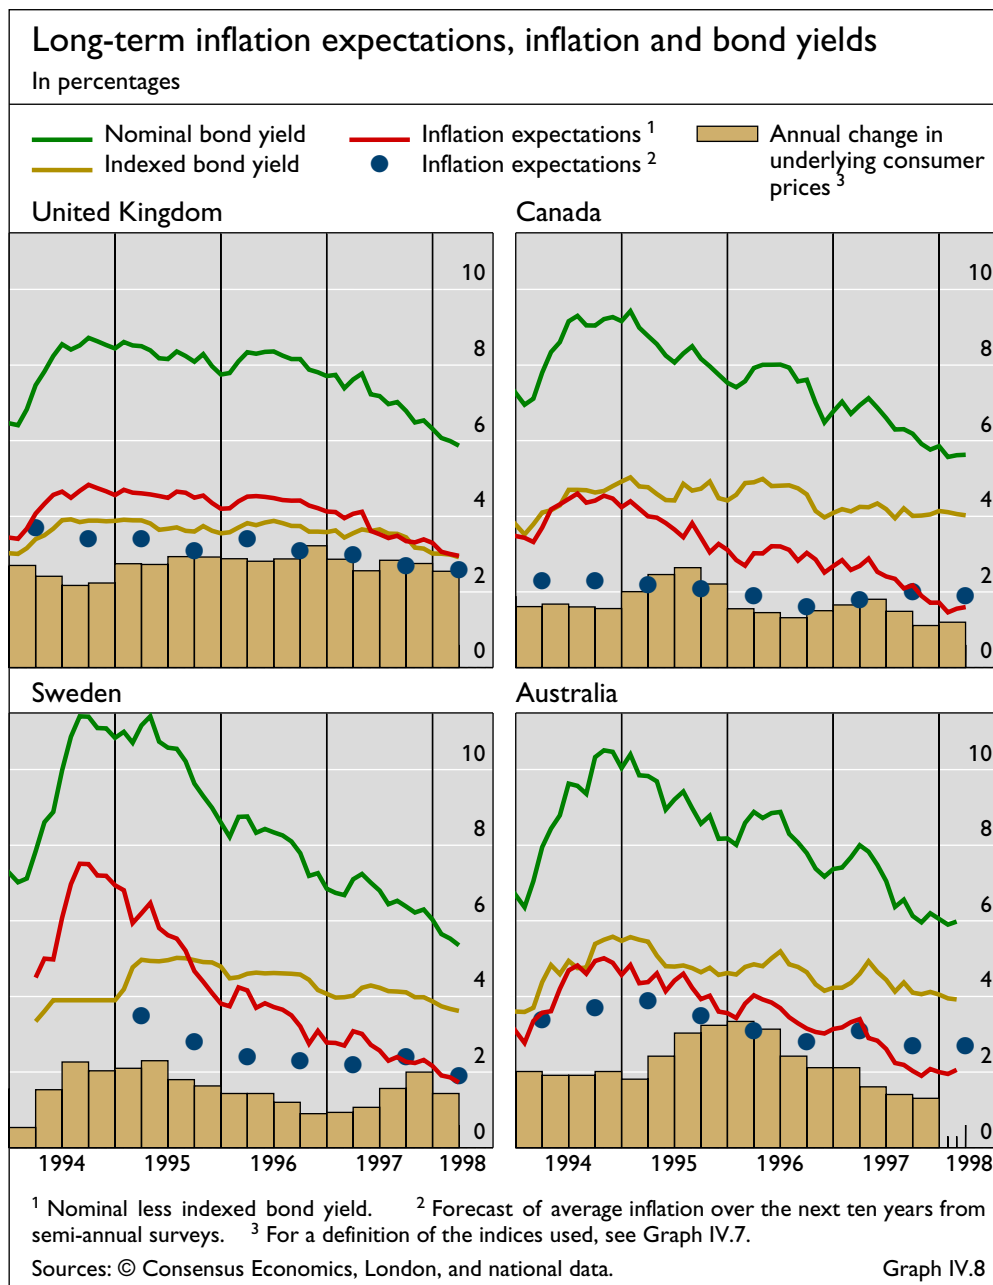 Long-term inflation expectations, inflation and bond yields
In percentages
Nominal bond yield
Indexed bond yield
Inflation expectations 1
Inflation expectations 2
Annual change in
underlying consumer
prices 3
United Kingdom
10
8
6
4
2
0
Canada
10
8
6
4
2
0
Sweden
10
8
6
4
2
0
1994 1995 1996 1997 1998
Australia
10
8
6
4
2
0
1994 1995 1996 1997 1998
1 Nominal less indexed bond yield. 2 Forecast of average inflation over the next ten years from
semi-annual surveys. 3 For a definition of the indices used, see Graph IV.7.
Sources: © Consensus Economics, London, and national data. Graph IV.8